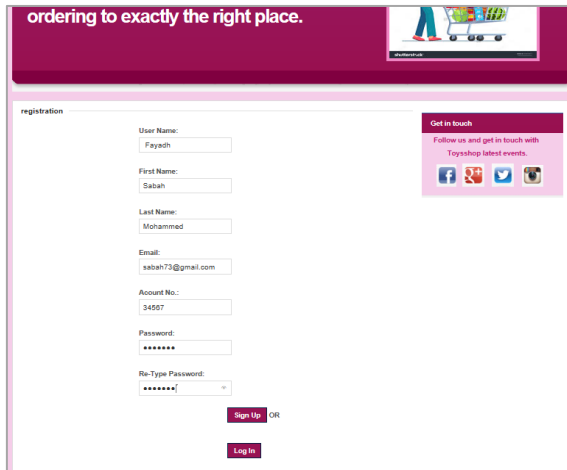 ordering to exactly the right place.
shutterstock
registration
User Name:
Fayadh
First Name:
Sabah
Last Name:
Mohammed
Email:
sabah73@gmail.com
Acount No.:
34567
Password:
•••••••
Re-Type Password:
•••••••
Sign Up OR
Log In
Get in touch
Follow us and get in touch with
Toysshop latest events.